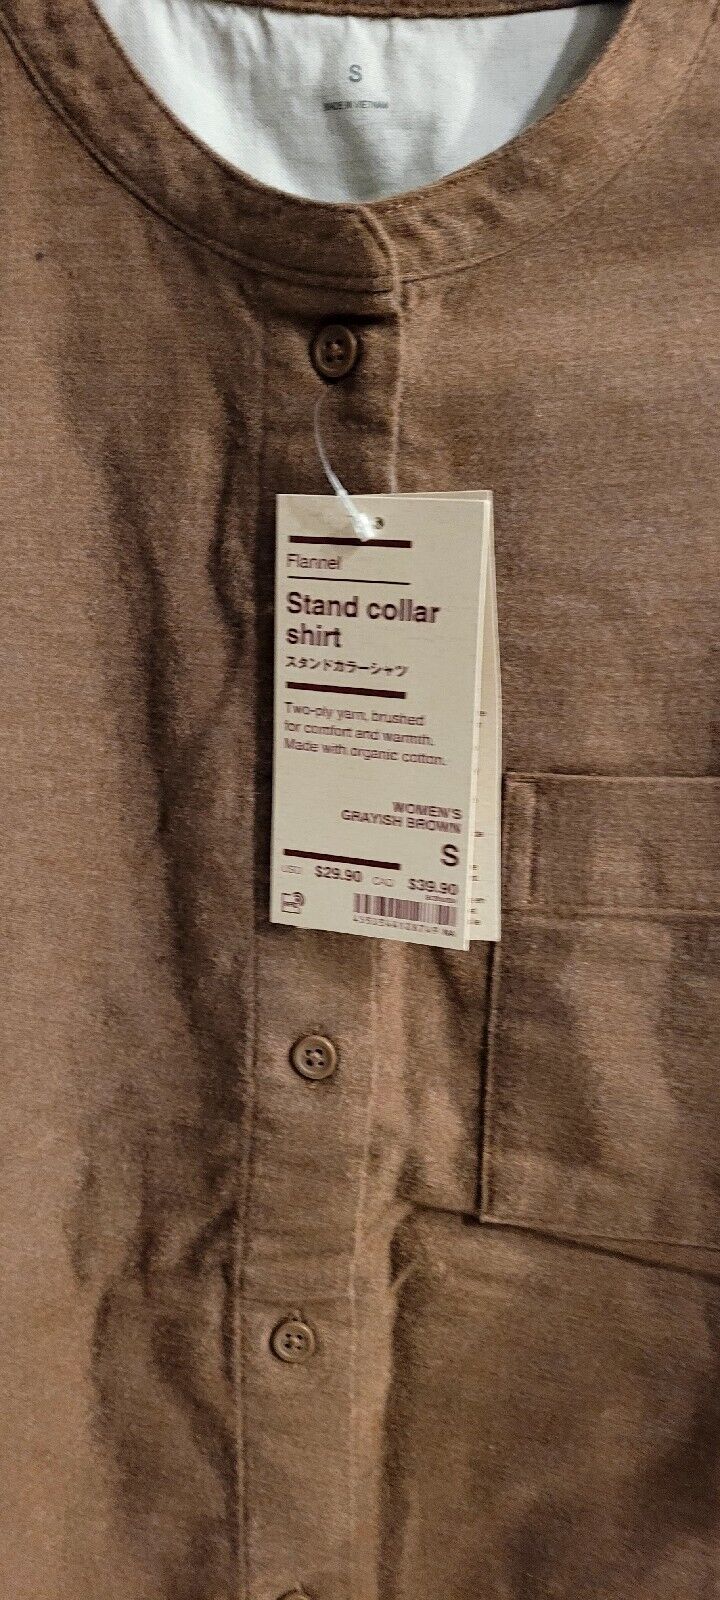 S
MADE IN VIETNAM
Flannel
Stand collar
shirt
スタンドカラーシャツ
Two-ply yarn, brushed
for comfort and warmth.
Made with organic cotton.
WOMEN'S
GRAYISH BROWN
S
USD $29.90 CAD $39.90